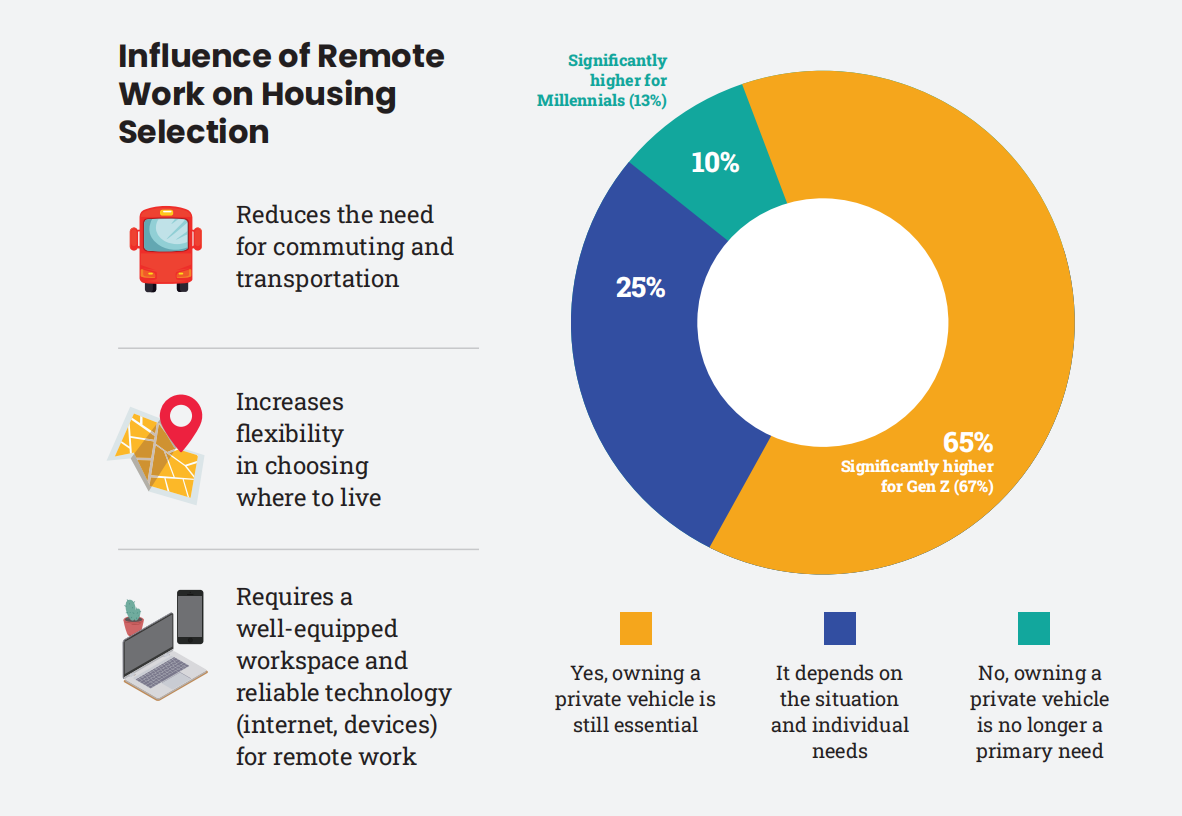 Influence of Remote
Work on Housing
Selection
Reduces the need
for commuting and
transportation
Increases
flexibility
in choosing
where to live
Requires a
well-equipped
workspace and
reliable technology
(internet, devices)
for remote work
Significantly
higher for
Millennials (13%)
10%
25%
65%
Significantly higher
for Gen Z (67%)
Yes, owning a
private vehicle is
still essential
It depends on
the situation
and individual
needs
No, owning a
private vehicle
is no longer a
primary need